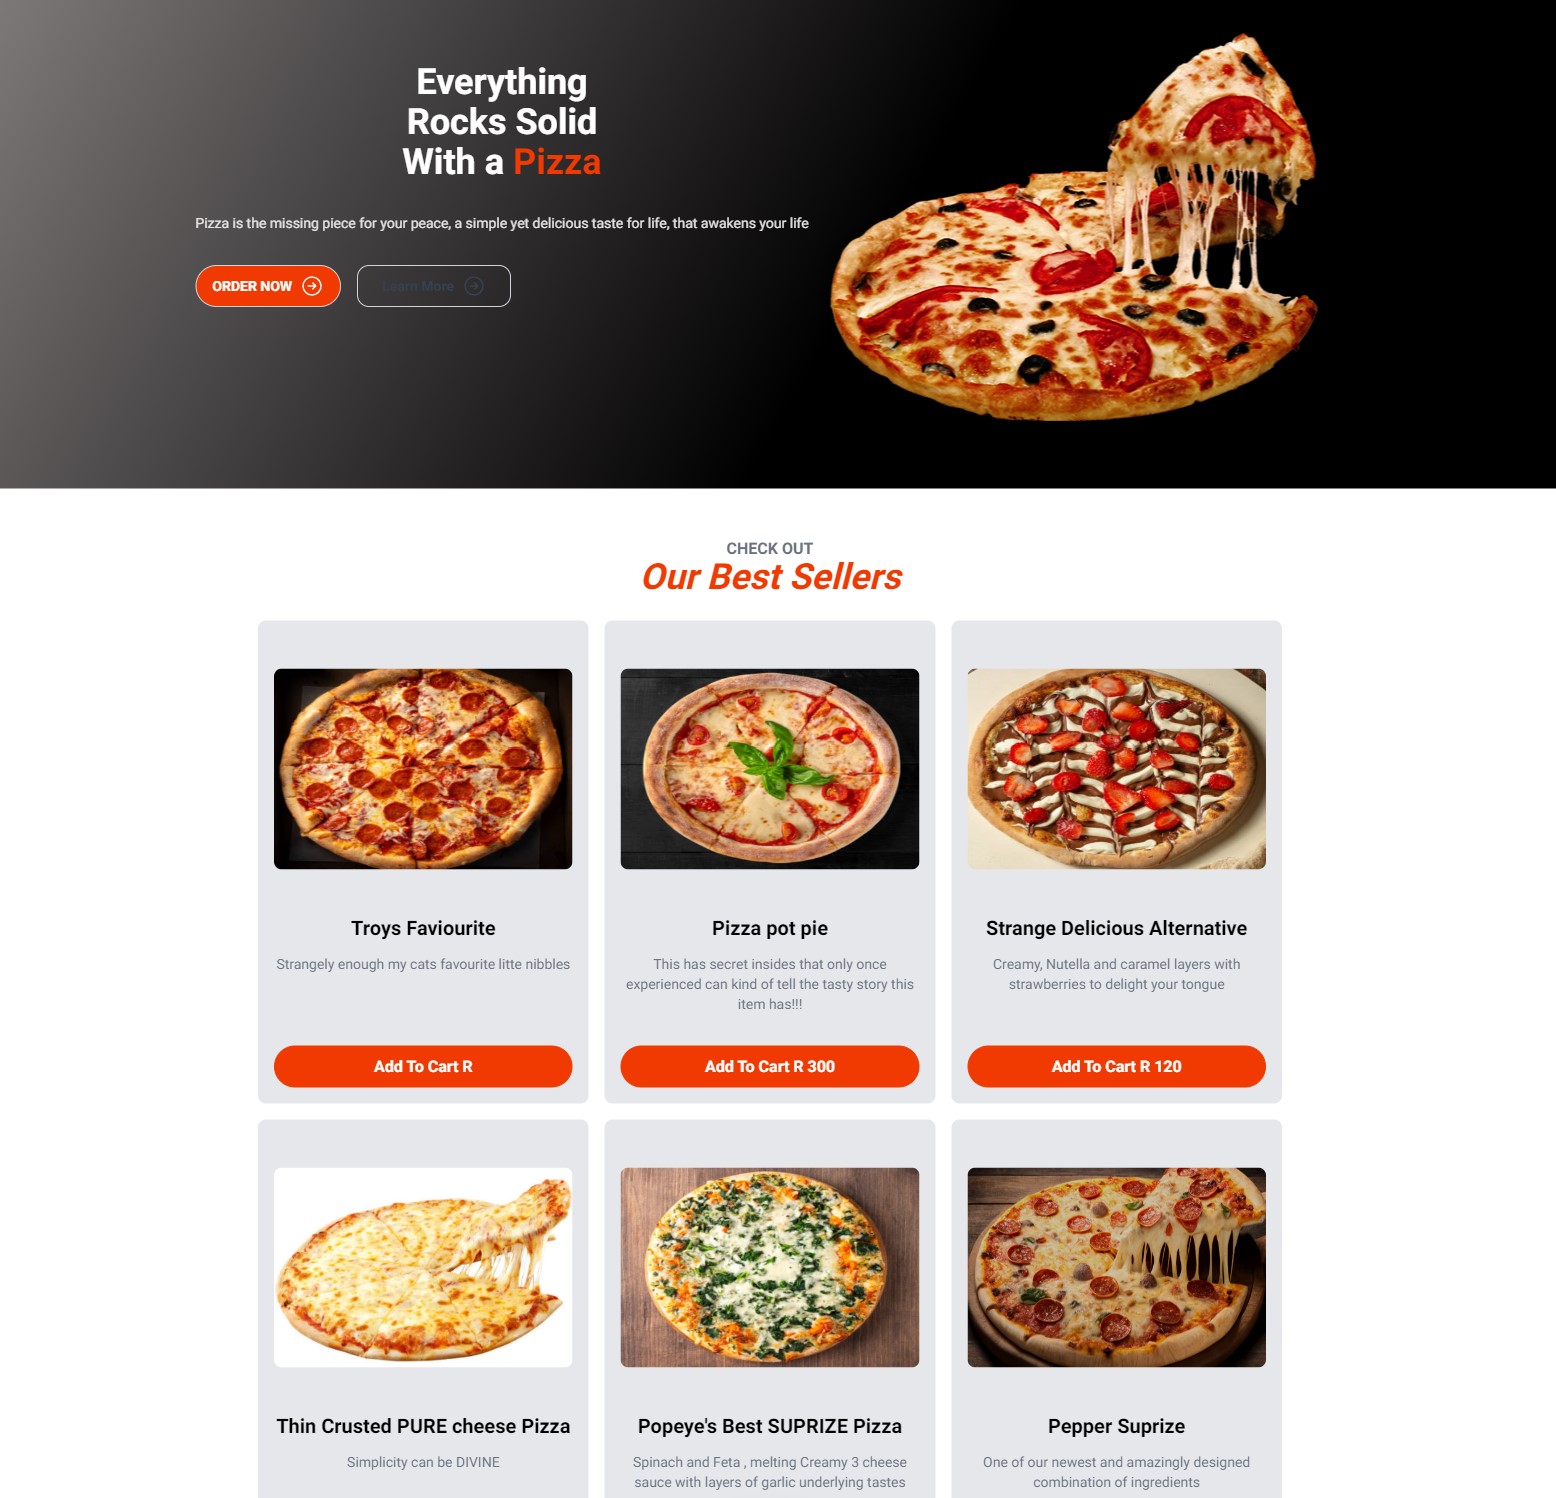 Everything
Rocks Solid
With a Pizza
Pizza is the missing piece for your peace, a simple yet delicious taste for life, that awakens your life
ORDER NOW
Learn More
CHECK OUT
Our Best Sellers
Troys Faviourite
Strangely enough my cats favourite litte nibbles
Add To Cart R
Pizza pot pie
This has secret insides that only once
experienced can kind of tell the tasty story this
item has!!!
Add To Cart R 300
Strange Delicious Alternative
Creamy, Nutella and caramel layers with
strawberries to delight your tongue
Add To Cart R 120
Thin Crusted PURE cheese Pizza
Simplicity can be DIVINE
Popeye's Best SUPRIZE Pizza
Spinach and Feta , melting Creamy 3 cheese
sauce with layers of garlic underlying tastes
Pepper Suprize
One of our newest and amazingly designed
combination of ingredients